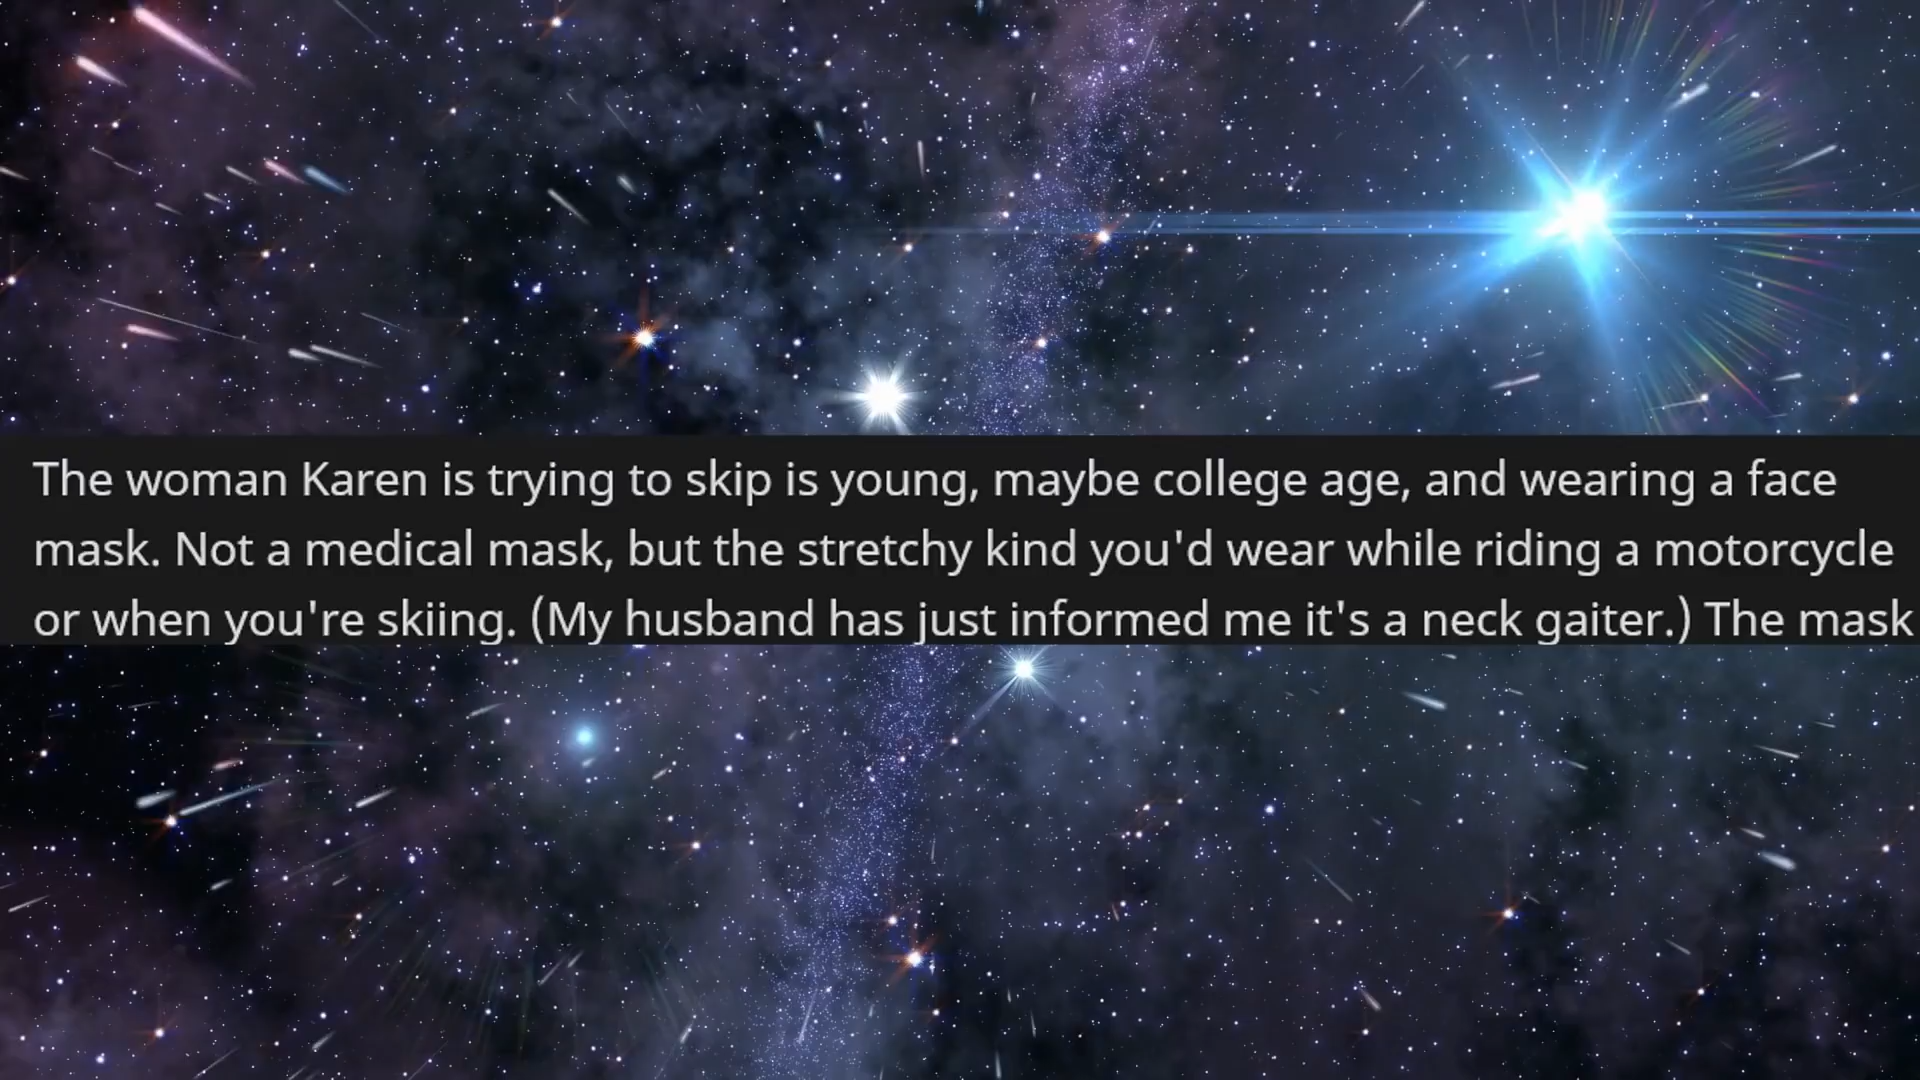 The woman Karen is trying to skip is young, maybe college age, and wearing a face
mask. Not a medical mask, but the stretchy kind you'd wear while riding a motorcycle
or when you're skiing. (My husband has just informed me it's a neck gaiter.) The mask